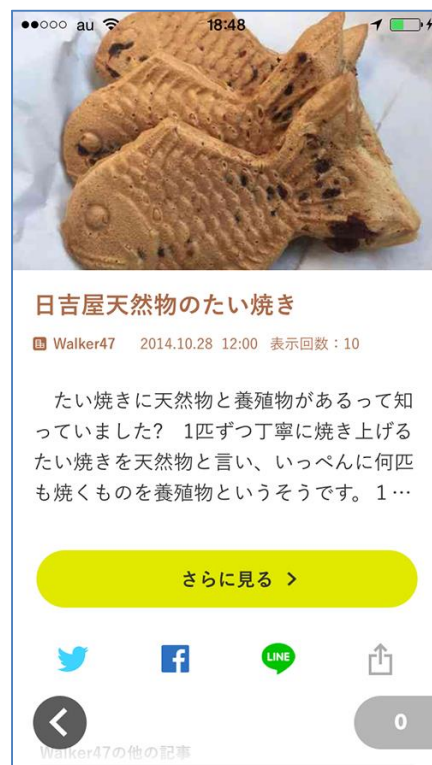 au 18:48
日吉屋天然物のたい焼き
Walker47 2014.10.28 12:00 表示回数：10
たい焼きに天然物と養殖物があるって知
っていました? 1匹ずつ丁寧に焼き上げる
たい焼きを天然物と言い、いっぺんに何匹
も焼くものを養殖物というそうです。1…
さらに見る
LINE
0
Walker47の他の記事